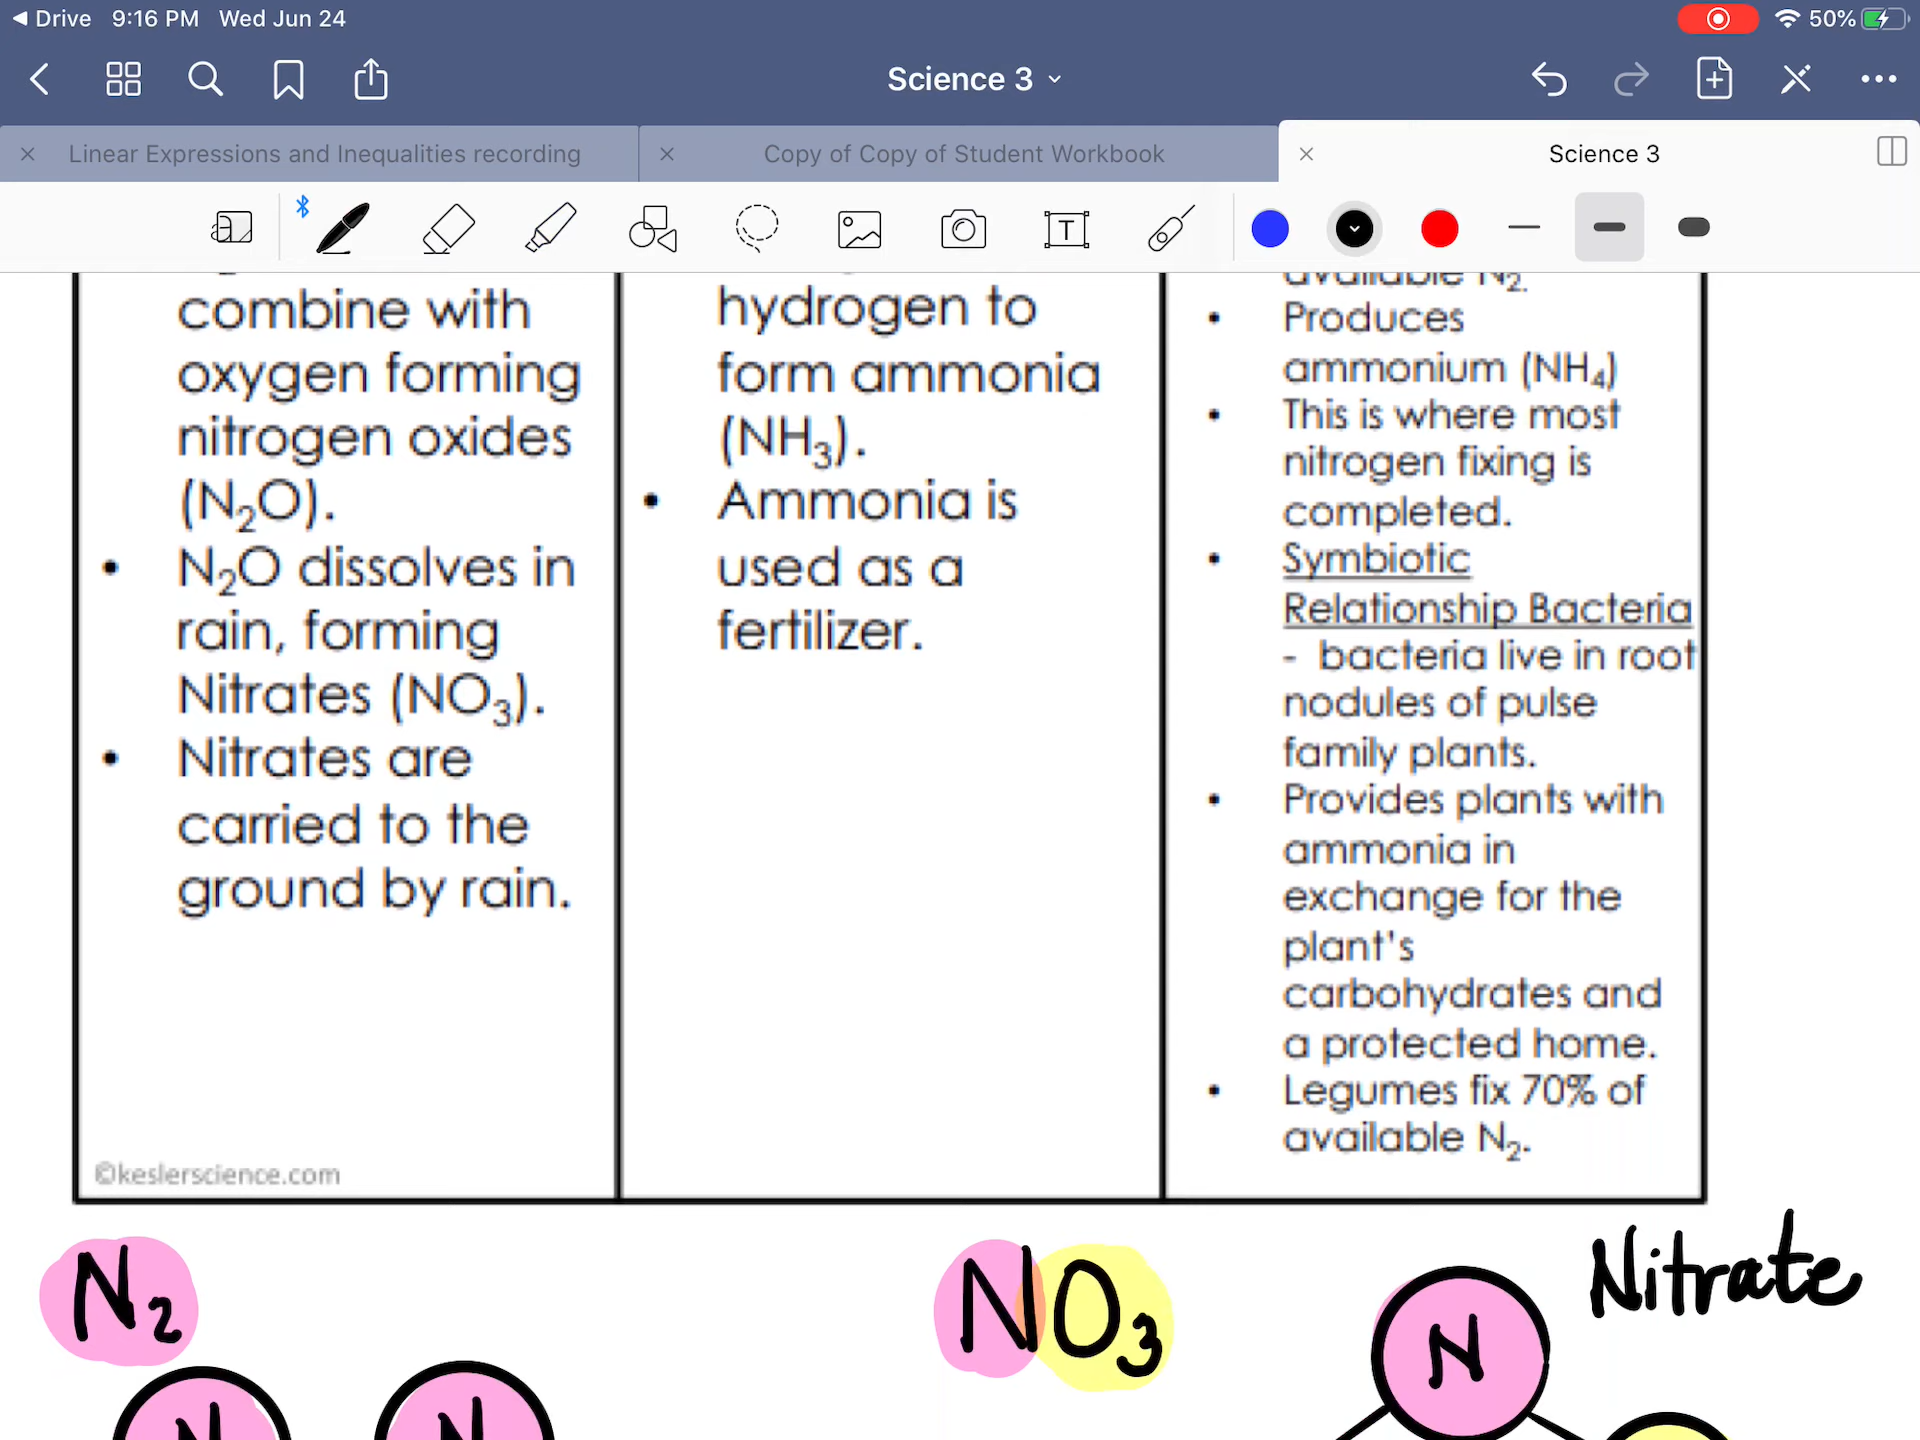 Drive 9:16 PM Wed Jun 24 50%
Science 3
Linear Expressions and Inequalities recording
Copy of Copy of Student Workbook
Science 3
T
combine with
oxygen forming
nitrogen oxides
(N₂O).
• N₂O dissolves in
rain, forming
Nitrates (NO₃).
• Nitrates are
carried to the
ground by rain.
©keslerscience.com
hydrogen to
form ammonia
(NH₃).
• Ammonia is
used as a
fertilizer.
available N₂.
• Produces
ammonium (NH₄)
• This is where most
nitrogen fixing is
completed.
• Symbiotic
Relationship Bacteria
- bacteria live in root
nodules of pulse
family plants.
• Provides plants with
ammonia in
exchange for the
plant's
carbohydrates and
a protected home.
• Legumes fix 70% of
available N₂.
N₂
N
N
NO₃
N
Nitrate